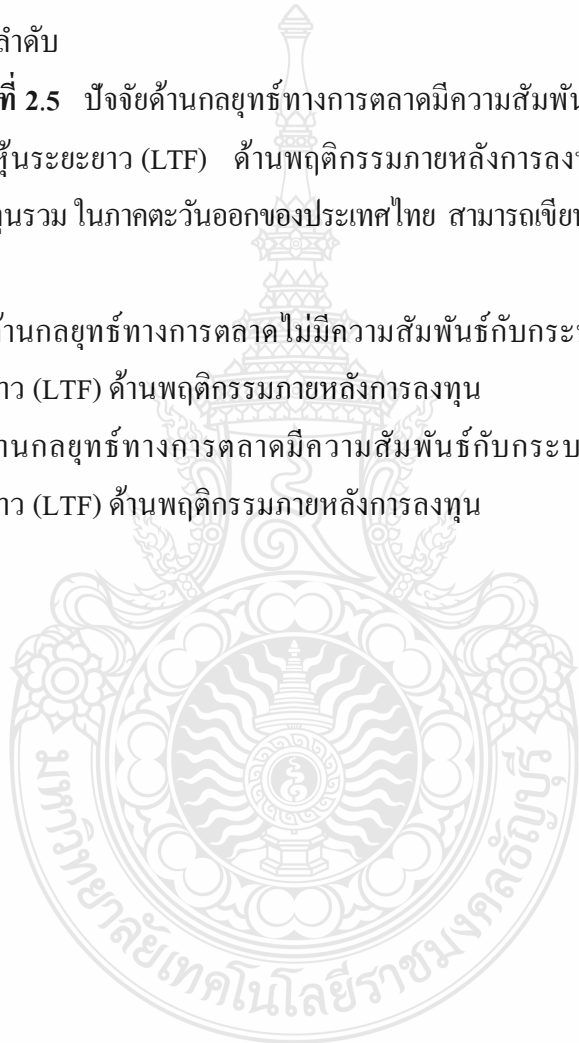 ลำดับ
ที่ 2.5 ปัจจัยด้านกลยุทธ์ทางการตลาดมีความสัมพัน
หุ้นระยะยาว (LTF) ด้านพฤติกรรมภายหลังการลงท
ทุนรวม ในภาคตะวันออกของประเทศไทย สามารถเขียน
ด้านกลยุทธ์ทางการตลาดไม่มีความสัมพันธ์กับกระบ
าว (LTF) ด้านพฤติกรรมภายหลังการลงทุน
านกลยุทธ์ทางการตลาดมีความสัมพันธ์กับกระบ
าว (LTF) ด้านพฤติกรรมภายหลังการลงทุน
มหาวิทยาลัยเทคโนโลยีราชมงคลธัญบุรี